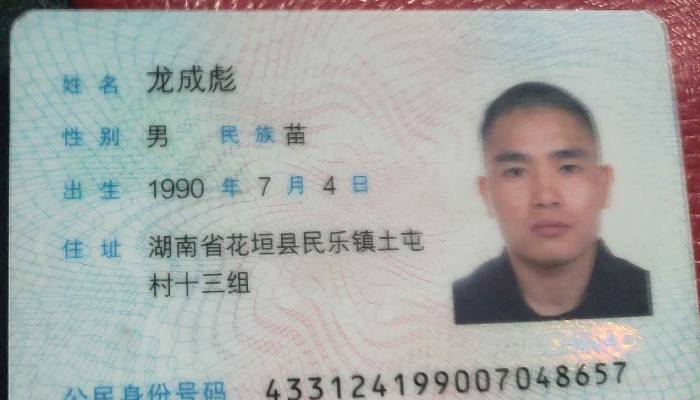 姓名 龙成彪
性别 男 民族 苗
出生 1990 年 7 月 4 日
住址 湖南省花垣县民乐镇土屯
村十三组
公民身份号码 433124199007048657